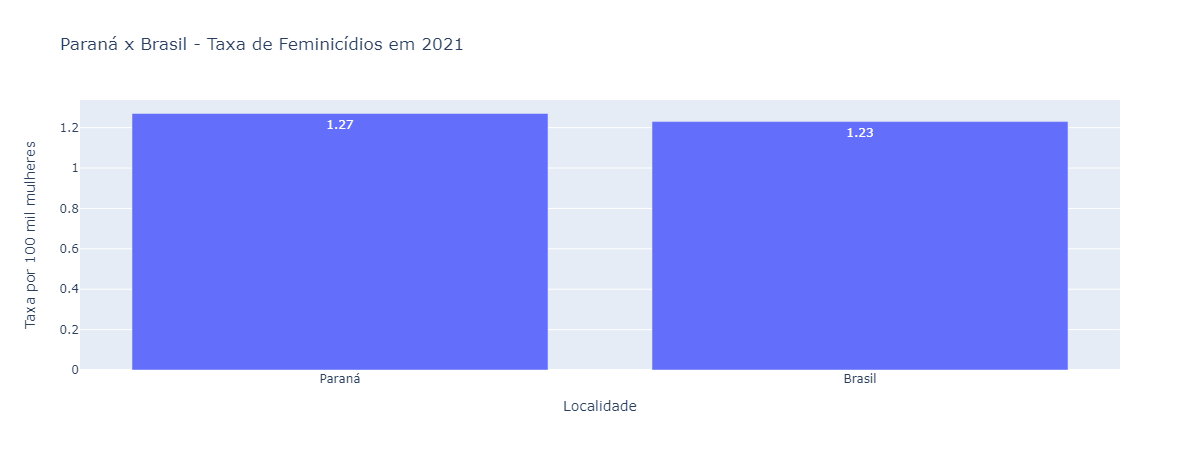 Paraná x Brasil - Taxa de Feminicídios em 2021
Taxa por 100 mil mulheres
1.2
1
0.8
0.6
0.4
0.2
0
1.27
1.23
Paraná
Brasil
Localidade